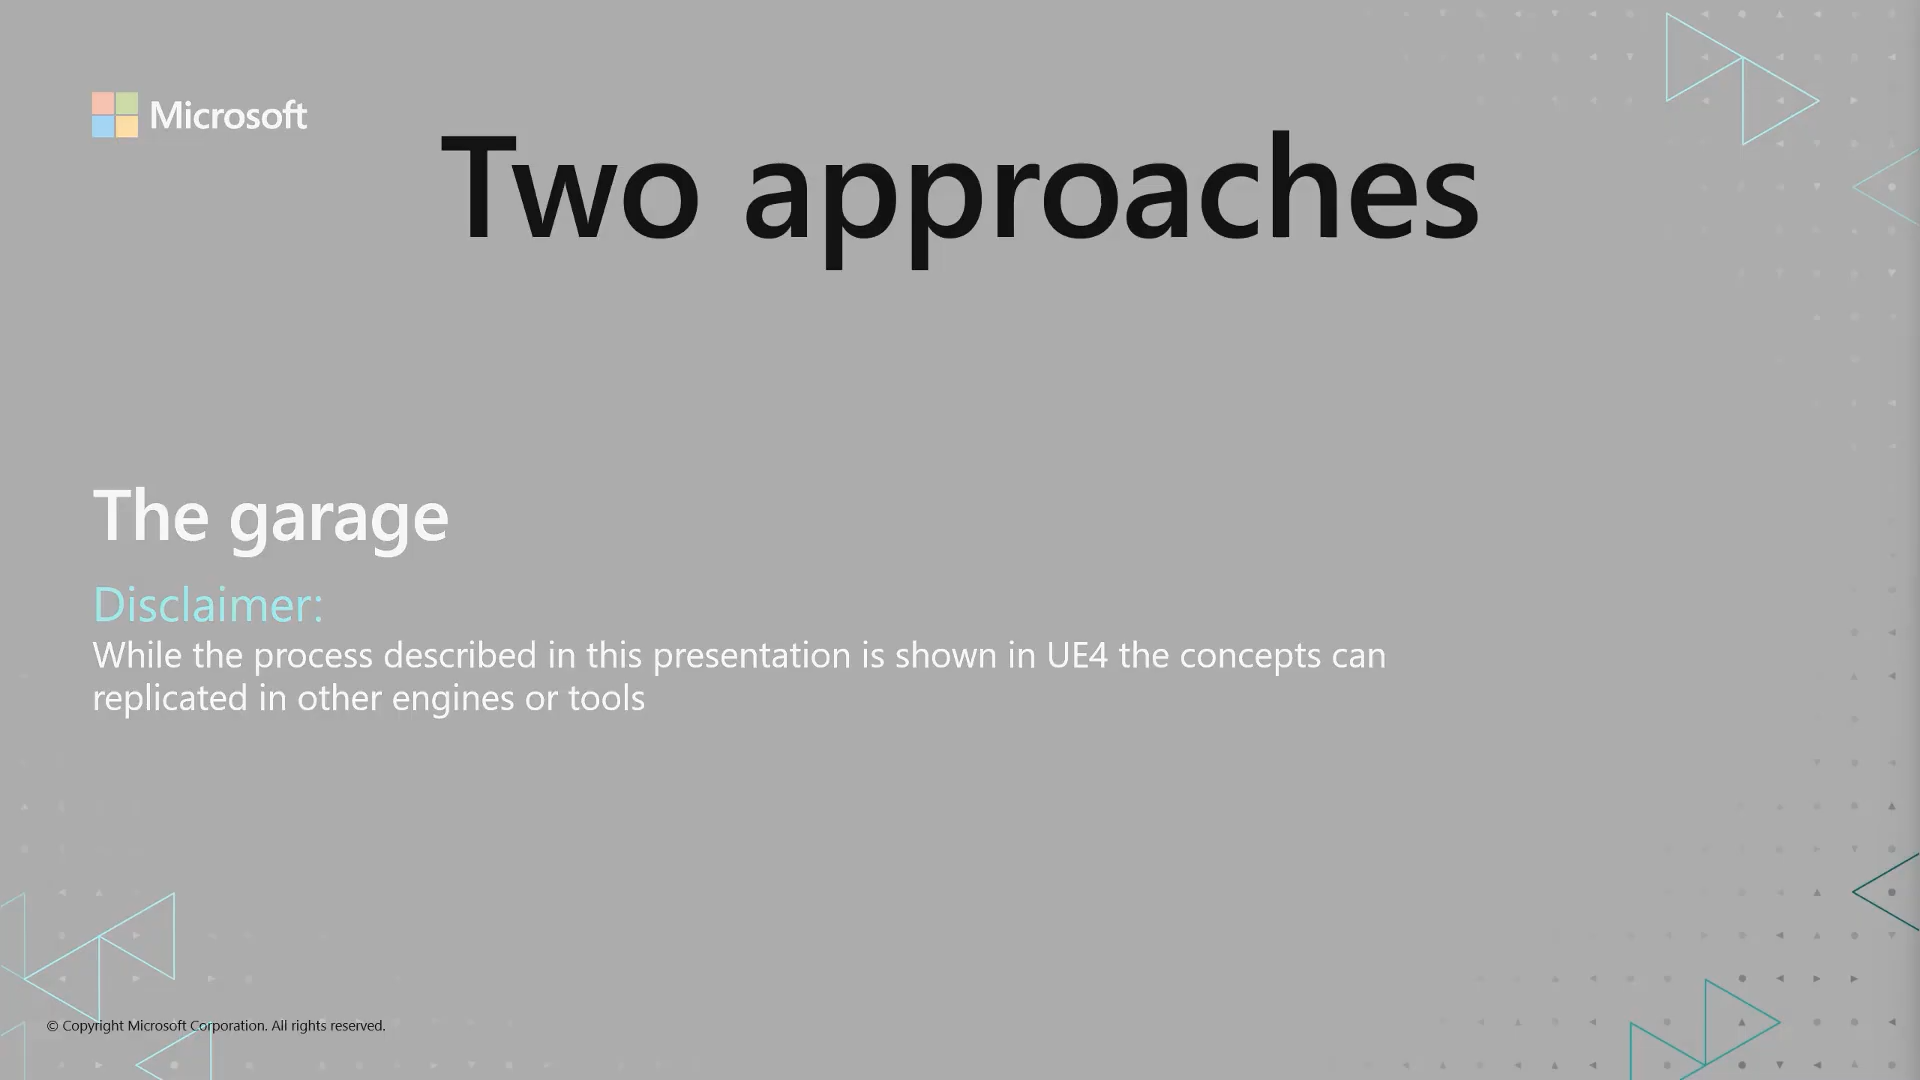 Microsoft
Two approaches
The garage
Disclaimer:
While the process described in this presentation is shown in UE4 the concepts can
replicated in other engines or tools
© Copyright Microsoft Corporation. All rights reserved.